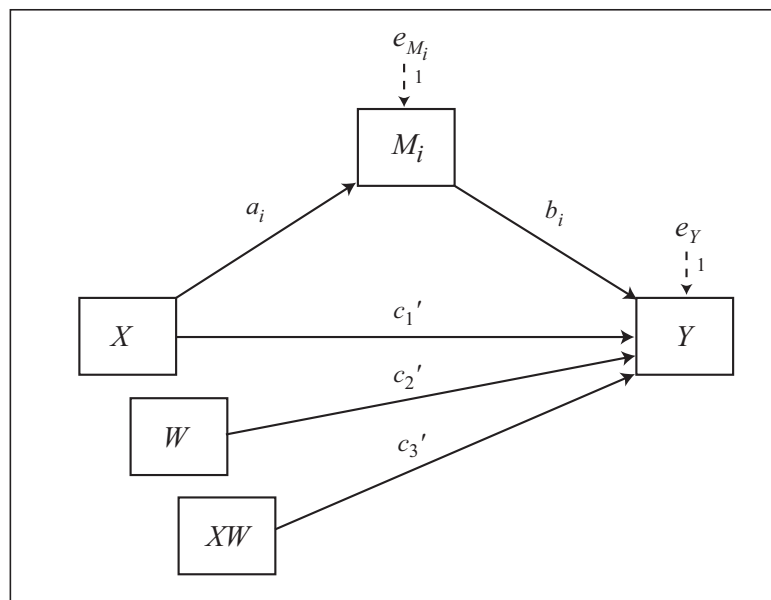 e_{M_i}
1
M_i
a_i
b_i
e_Y
1
X
c_1′
Y
c_2′
W
c_3′
XW